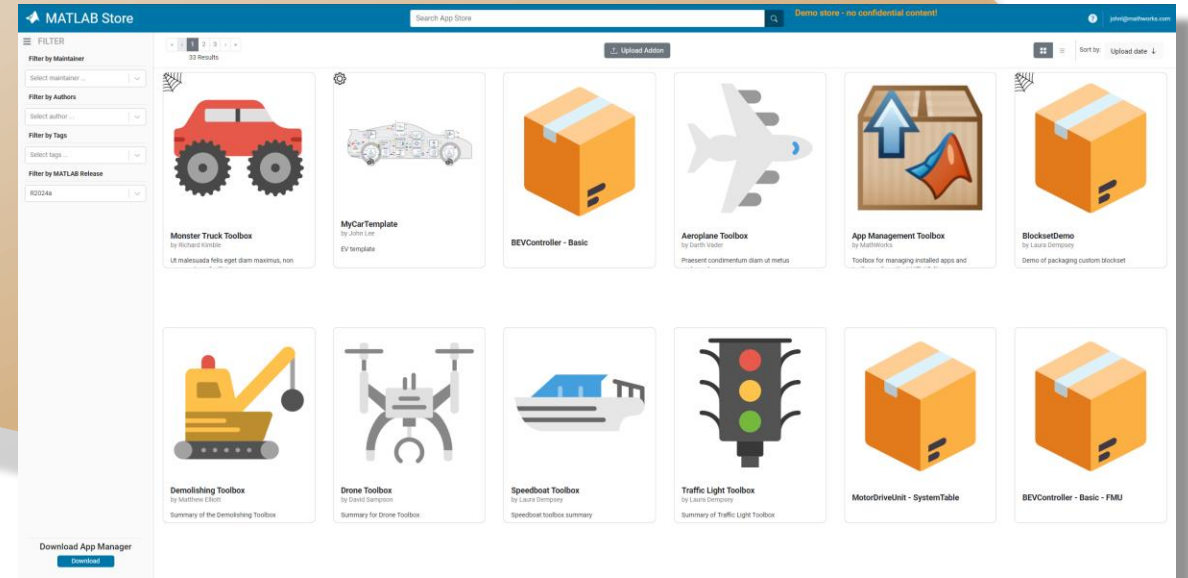 MATLAB Store
Search App Store
Demo store - no confidential content!
johnl@mathworks.com
FILTER
Filter by Maintainer
Select maintainer ...
Filter by Authors
Select author ...
Filter by Tags
Select tags ...
Filter by MATLAB Release
R2024a
« ‹ 1 2 3 › »
33 Results
Upload Addon
Sort by: Upload date ↓
Monster Truck Toolbox
by Richard Kimble
Ut malesuada felis eget diam maximus, non
MyCarTemplate
by John Lee
EV template
BEVController - Basic
Aeroplane Toolbox
by Darth Vader
Praesent condimentum diam ut metus
App Management Toolbox
by MathWorks
Toolbox for managing installed apps and
BlocksetDemo
by Laura Dempsey
Demo of packaging custom blockset
Demolishing Toolbox
by Matthew Elliott
Summary of the Demolishing Toolbox
Drone Toolbox
by David Sampson
Summary for Drone Toolbox
Speedboat Toolbox
by Laura Dempsey
Speedboat toolbox summary
Traffic Light Toolbox
by Laura Dempsey
Summary of Traffic Light Toolbox
MotorDriveUnit - SystemTable
BEVController - Basic - FMU
Download App Manager
Download